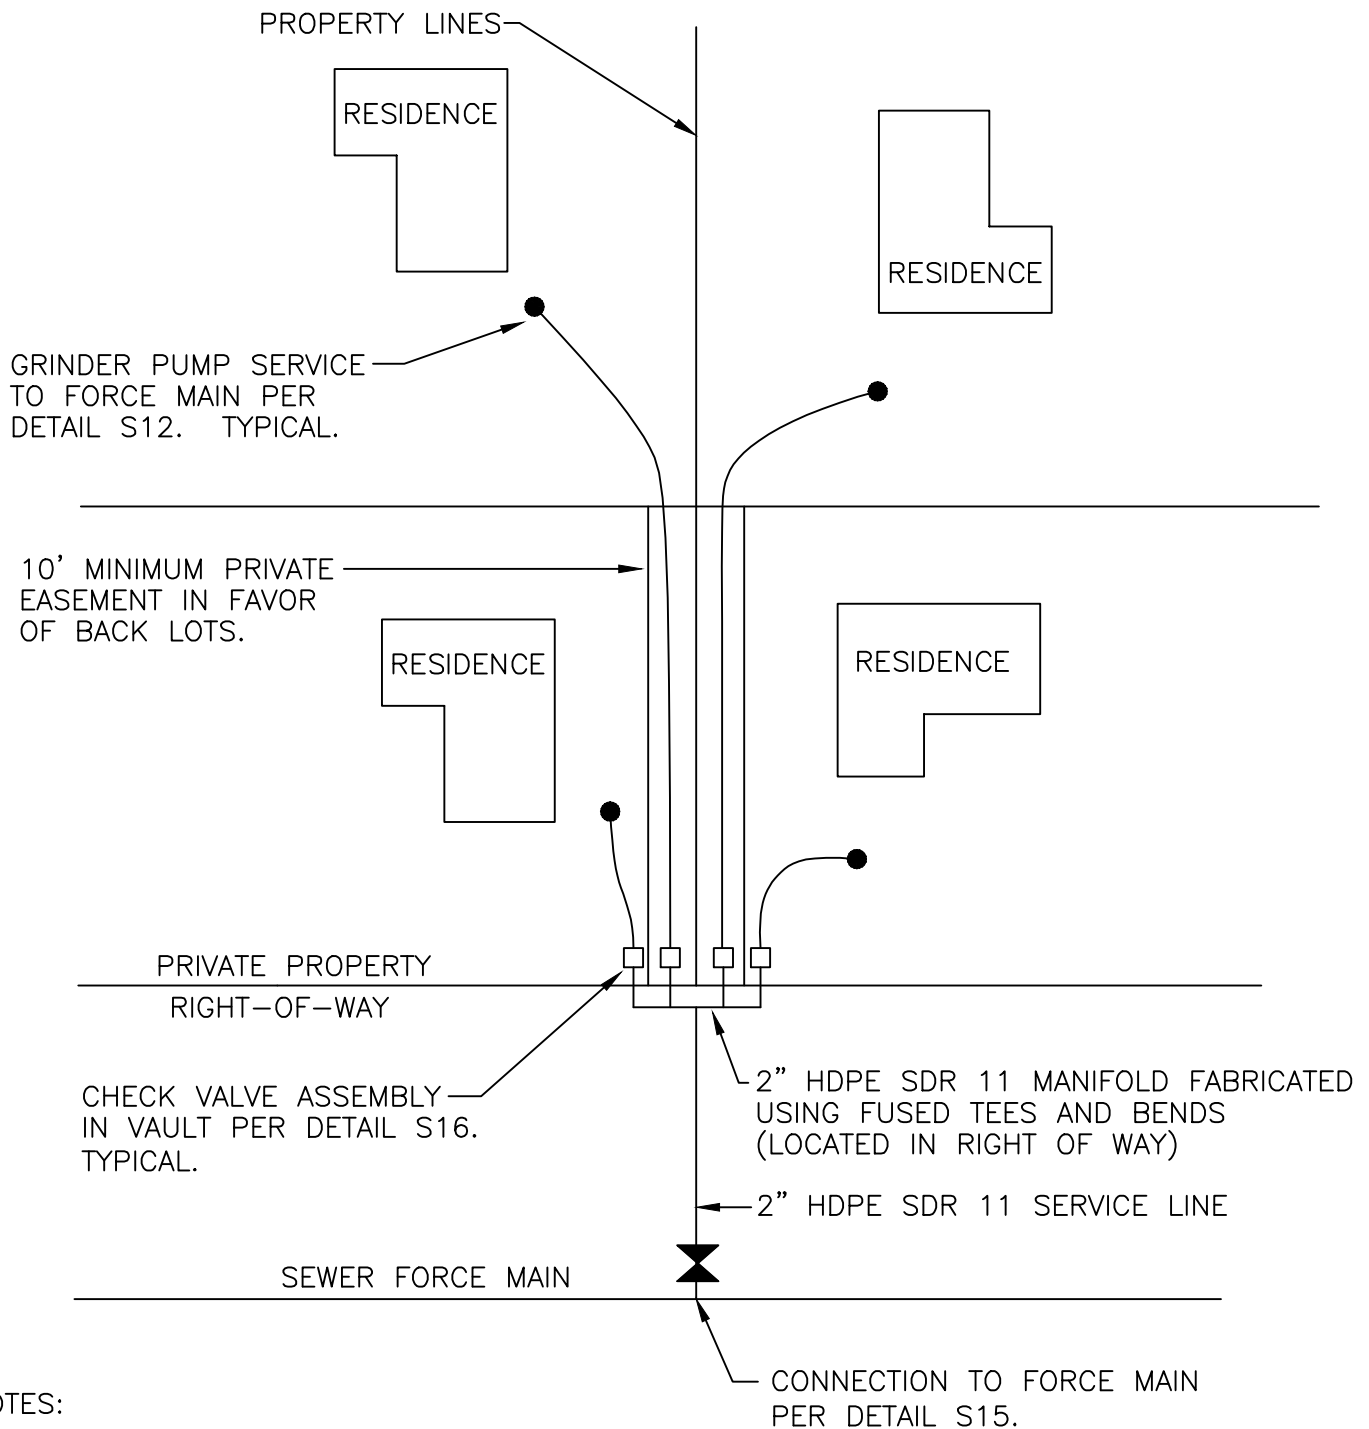 PROPERTY LINES
RESIDENCE
RESIDENCE
GRINDER PUMP SERVICE
TO FORCE MAIN PER
DETAIL S12. TYPICAL.
10' MINIMUM PRIVATE
EASEMENT IN FAVOR
OF BACK LOTS.
RESIDENCE
RESIDENCE
PRIVATE PROPERTY
RIGHT-OF-WAY
CHECK VALVE ASSEMBLY
IN VAULT PER DETAIL S16.
TYPICAL.
2" HDPE SDR 11 MANIFOLD FABRICATED
USING FUSED TEES AND BENDS
(LOCATED IN RIGHT OF WAY)
2" HDPE SDR 11 SERVICE LINE
SEWER FORCE MAIN
CONNECTION TO FORCE MAIN
PER DETAIL S15.
OTES: